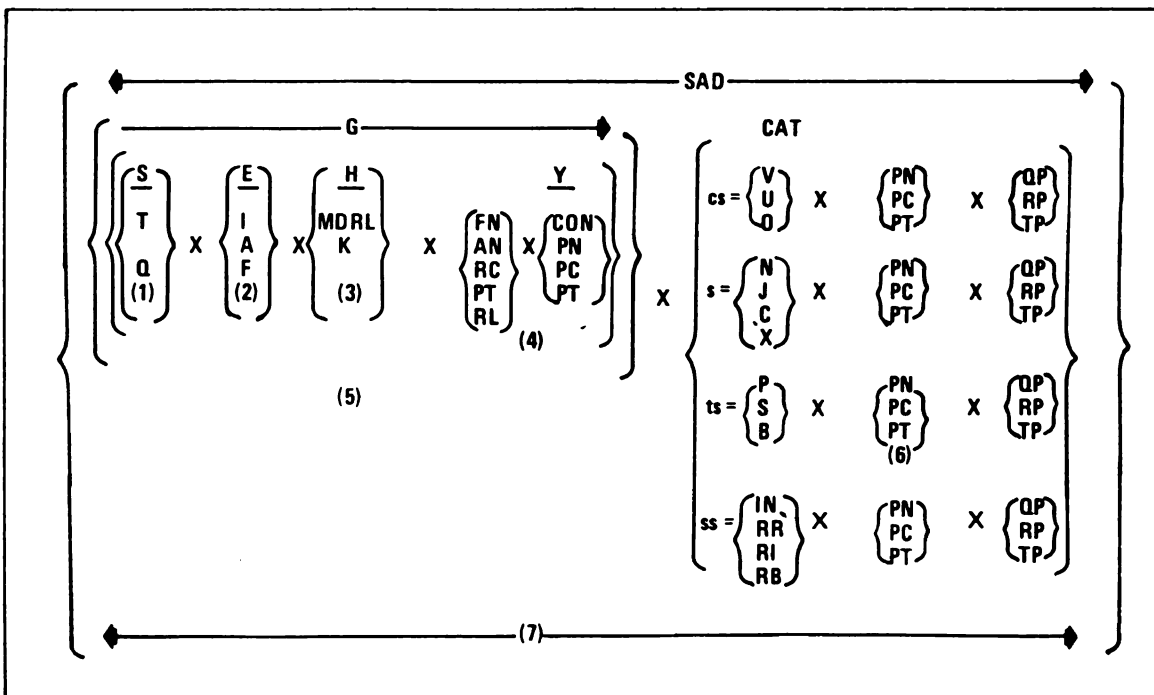 SAD
G
CAT
S E H Y
T I MDRL FN CON
A K AN PN
Q F RC PC
(1) (2) (3) PT PT
RL
(4)
(5)
X X X X X
cs = V U O X PN PC PT X QP RP TP
s = N J C X X PN PC PT X QP RP TP
ts = P S B X PN PC PT X QP RP TP
(6)
ss = IN RR RI RB X PN PC PT X QP RP TP
(7)